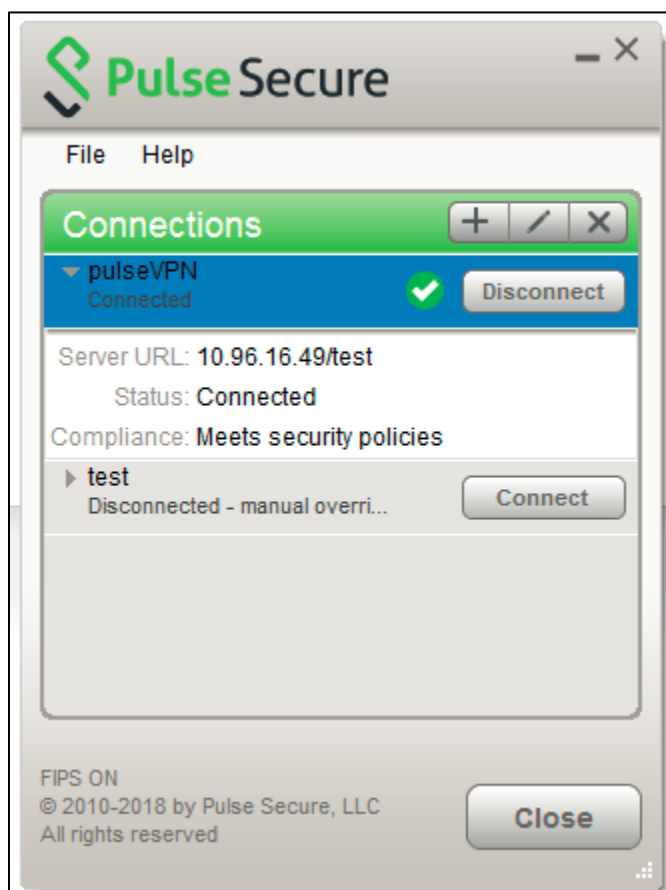 Pulse Secure
File Help
Connections
pulseVPN
Connected
Disconnect
Server URL: 10.96.16.49/test
Status: Connected
Compliance: Meets security policies
test
Disconnected - manual overri...
Connect
FIPS ON
© 2010-2018 by Pulse Secure, LLC
All rights reserved
Close